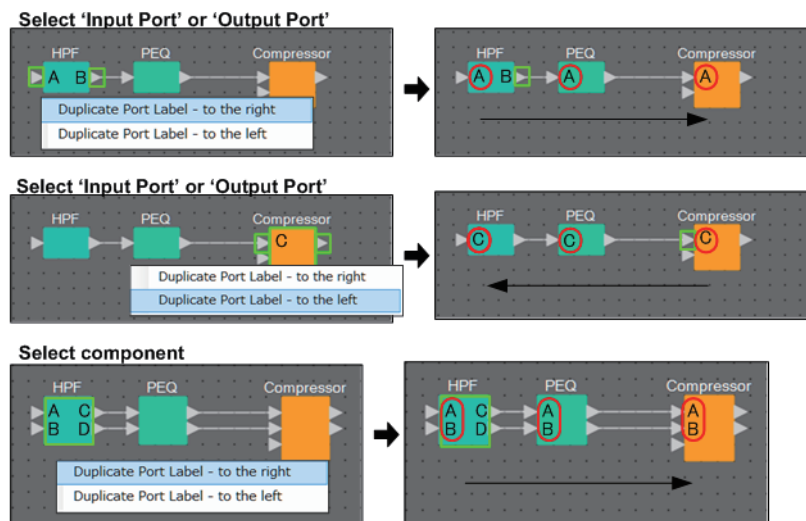 Select 'Input Port' or 'Output Port'
HPF PEQ Compressor
A B
Duplicate Port Label - to the right
Duplicate Port Label - to the left
HPF PEQ Compressor
A B A A
Select 'Input Port' or 'Output Port'
HPF PEQ Compressor
C
Duplicate Port Label - to the right
Duplicate Port Label - to the left
HPF PEQ Compressor
C C C
Select component
HPF PEQ Compressor
A C
B D
Duplicate Port Label - to the right
Duplicate Port Label - to the left
HPF PEQ Compressor
A C A A
B D B B